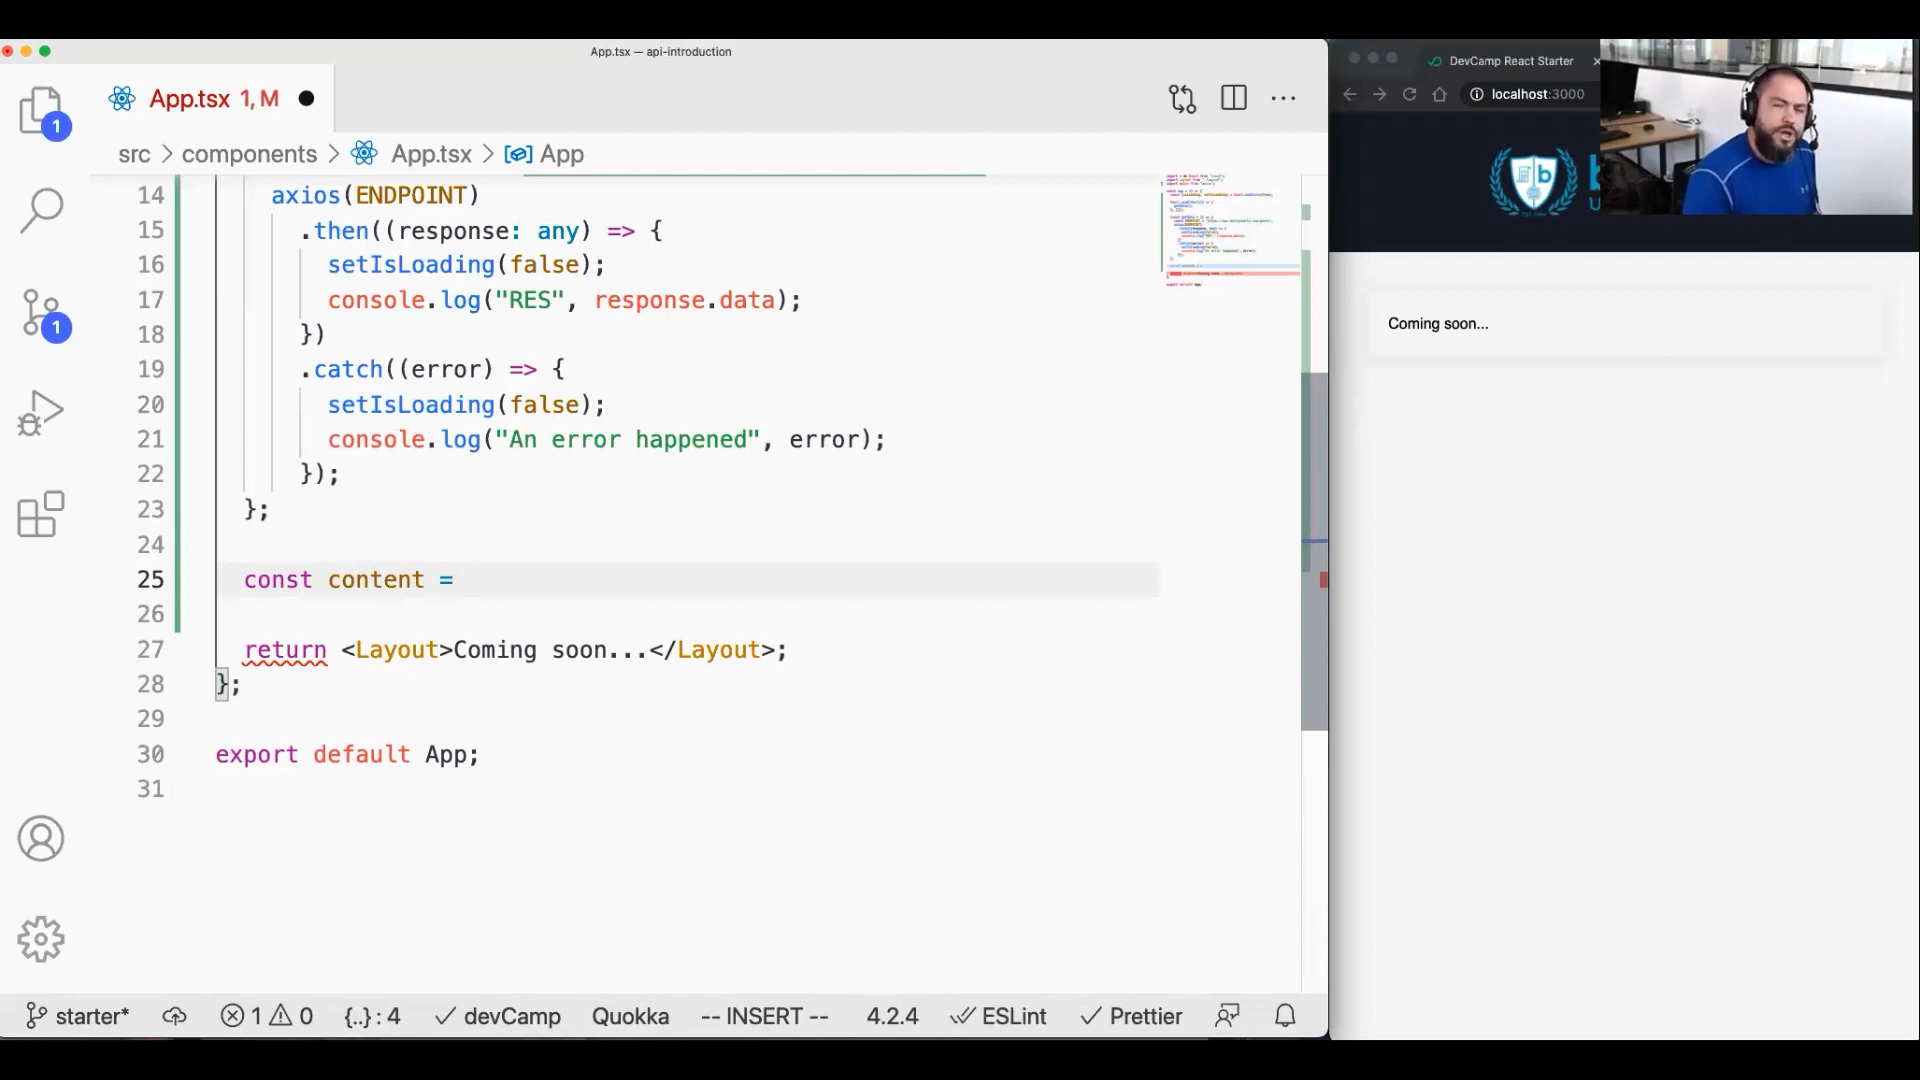 App.tsx — api-introduction
App.tsx 1, M
src > components > App.tsx > App
1
1
14 axios(ENDPOINT)
15 .then((response: any) => {
16 setIsLoading(false);
17 console.log("RES", response.data);
18 })
19 .catch((error) => {
20 setIsLoading(false);
21 console.log("An error happened", error);
22 });
23 };
24
25 const content =
26
27 return <Layout>Coming soon...</Layout>;
28 };
29
30 export default App;
31
starter* 1 0 {..}: 4 devCamp Quokka -- INSERT -- 4.2.4 ESLint Prettier
DevCamp React Starter
localhost:3000
b
Coming soon...